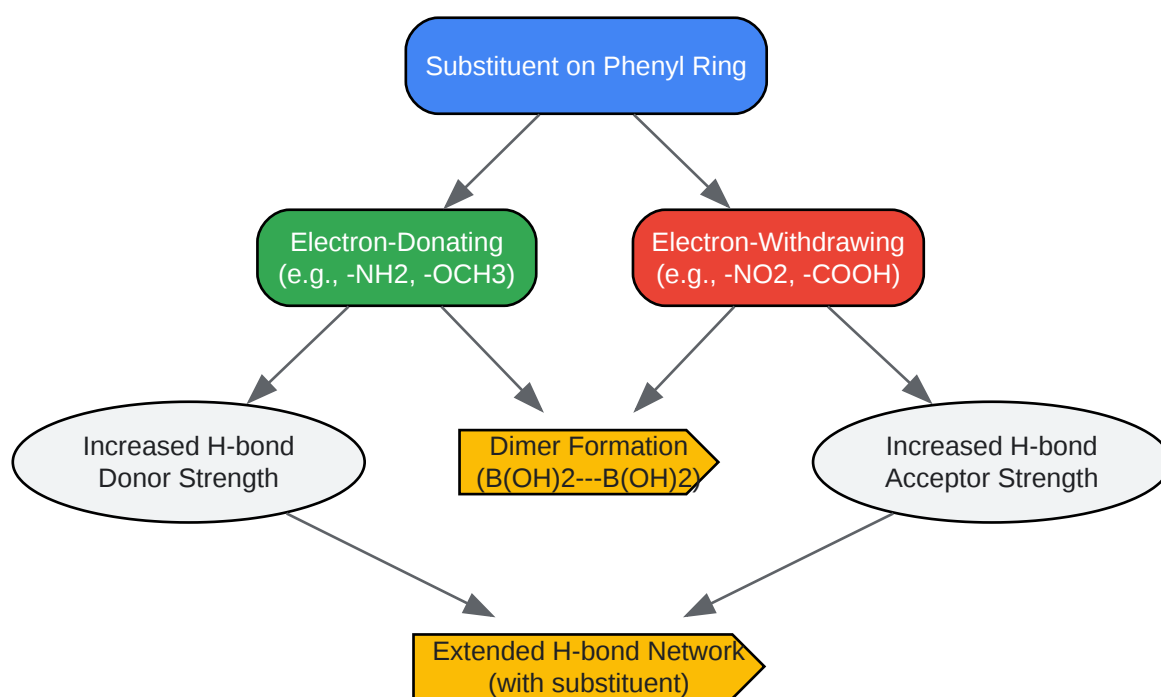 Substituent on Phenyl Ring
Electron-Donating
(e.g., -NH2, -OCH3)
Electron-Withdrawing
(e.g., -NO2, -COOH)
Increased H-bond
Donor Strength
Dimer Formation
(B(OH)2---B(OH)2)
Increased H-bond
Acceptor Strength
Extended H-bond Network
(with substituent)